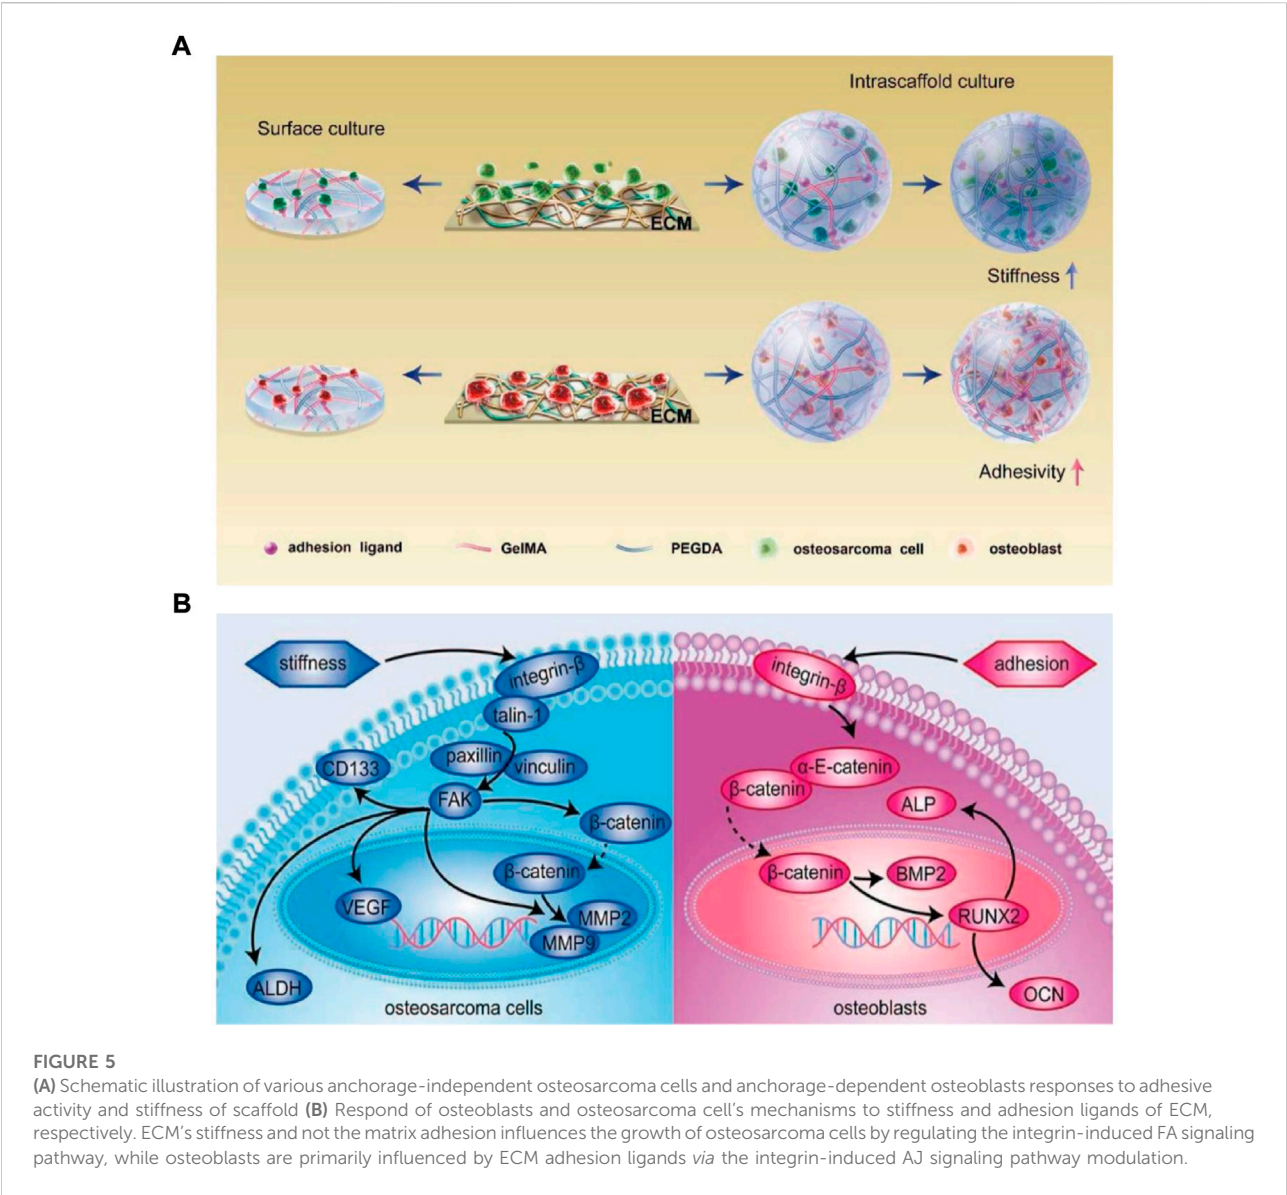 A
Intrascaffold culture
Surface culture
ECM
Stiffness
ECM
Adhesivity
adhesion ligand
GelMA
PEGDA
osteosarcoma cell
osteoblast
B
stiffness
integrin-β
integrin-β
adhesion
talin-1
paxillin
vinculin
α-E-catenin
CD133
β-catenin
FAK
ALP
β-catenin
β-catenin
β-catenin
BMP2
VEGF
MMP2
RUNX2
MMP9
ALDH
OCN
osteosarcoma cells
osteoblasts
FIGURE 5
(A) Schematic illustration of various anchorage-independent osteosarcoma cells and anchorage-dependent osteoblasts responses to adhesive
activity and stiffness of scaffold (B) Respond of osteoblasts and osteosarcoma cell's mechanisms to stiffness and adhesion ligands of ECM,
respectively. ECM's stiffness and not the matrix adhesion influences the growth of osteosarcoma cells by regulating the integrin-induced FA signaling
pathway, while osteoblasts are primarily influenced by ECM adhesion ligands via the integrin-induced AJ signaling pathway modulation.